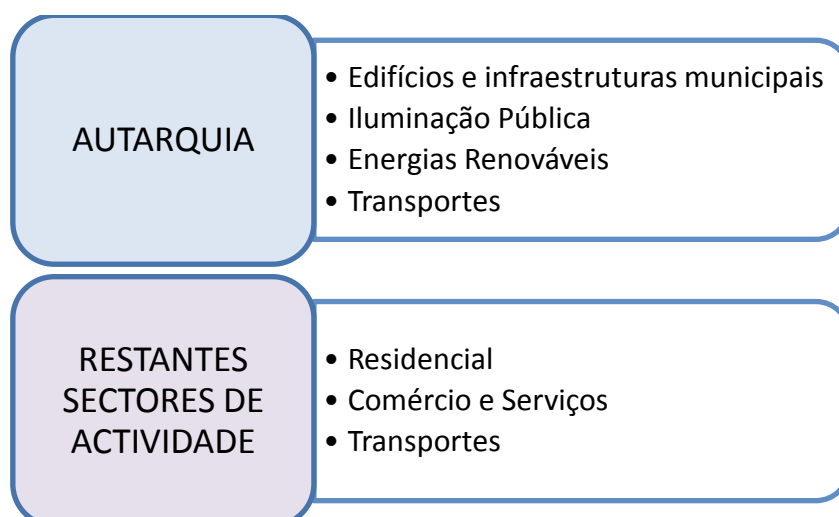 AUTARQUIA
• Edifícios e infraestruturas municipais
• Iluminação Pública
• Energias Renováveis
• Transportes
RESTANTES
SECTORES DE
ACTIVIDADE
• Residencial
• Comércio e Serviços
• Transportes